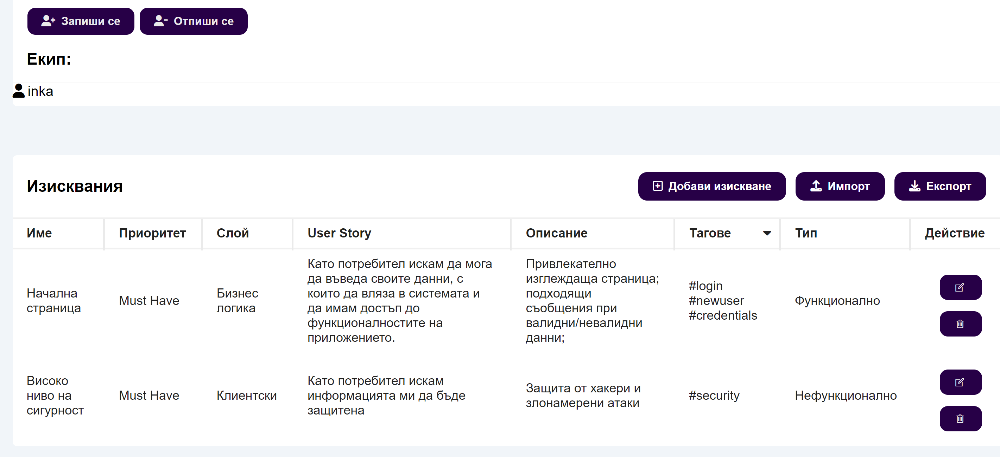 Запиши се
Отпиши се
Екип:
inka
Изисквания
Добави изискване
Импорт
Експорт
Име
Приоритет
Слой
User Story
Описание
Тагове
Тип
Действие
Начална
страница
Must Have
Бизнес
логика
Като потребител искам да мога
да въведа своите данни, с
които да вляза в системата и
да имам достъп до
функционалностите на
приложението.
Привлекателно
изглеждаща страница;
подходящи
съобщения при
валидни/невалидни
данни;
#login
#newuser
#credentials
Функционално
Високо
ниво на
сигурност
Must Have
Клиентски
Като потребител искам
информацията ми да бъде
защитена
Защита от хакери и
злонамерени атаки
#security
Нефункционално